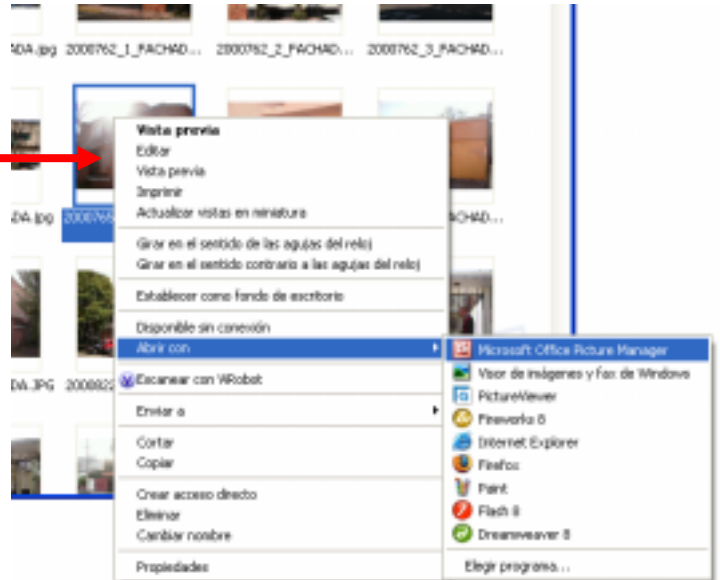 ADA.jpg 2000762_1_FACHAD... 2000762_2_FACHAD... 2000762_3_FACHAD...
Vista previa
Editar
Vista previa
Imprimir
Actualizar vistas en miniatura
DA.jpg 2000765 ACHAD...
Girar en el sentido de las agujas del reloj
Girar en el sentido contrario a las agujas del reloj
Establecer como fondo de escritorio
Disponible sin conexión
Abrir con
Microsoft Office Picture Manager
Visor de imágenes y fax de Windows
DA.JPG 2000822
Escanear con VRobot
PictureViewer
Enviar a
Fireworks 8
Cortar
Internet Explorer
Copiar
Firefox
Paint
Crear acceso directo
Flash 8
Eliminar
Dreamweaver 8
Cambiar nombre
Propiedades
Elegir programa...